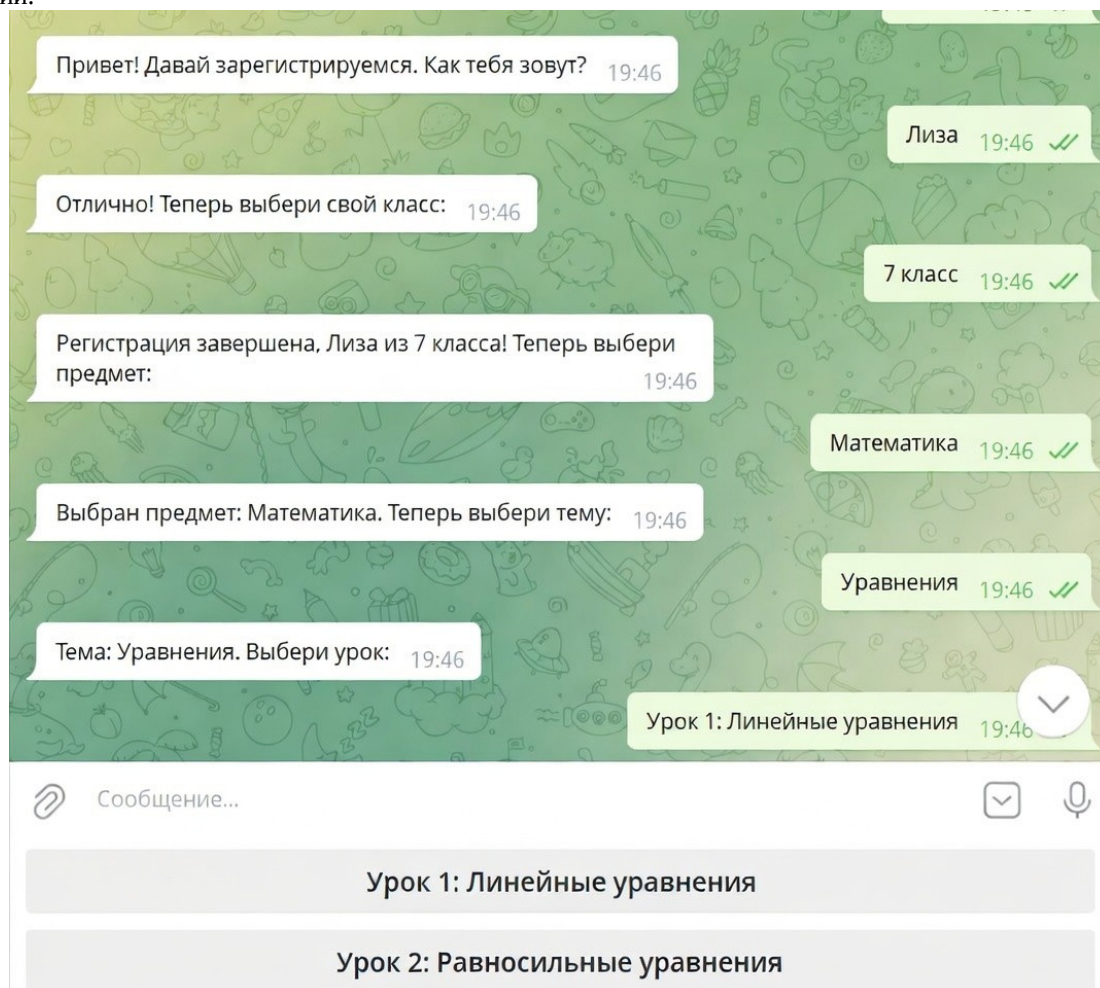 Привет! Давай зарегистрируемся. Как тебя зовут? 19:46
Лиза 19:46
Отлично! Теперь выбери свой класс: 19:46
7 класс 19:46
Регистрация завершена, Лиза из 7 класса! Теперь выбери
предмет: 19:46
Математика 19:46
Выбран предмет: Математика. Теперь выбери тему: 19:46
Уравнения 19:46
Тема: Уравнения. Выбери урок: 19:46
Урок 1: Линейные уравнения 19:46
Сообщение...
Урок 1: Линейные уравнения
Урок 2: Равносильные уравнения